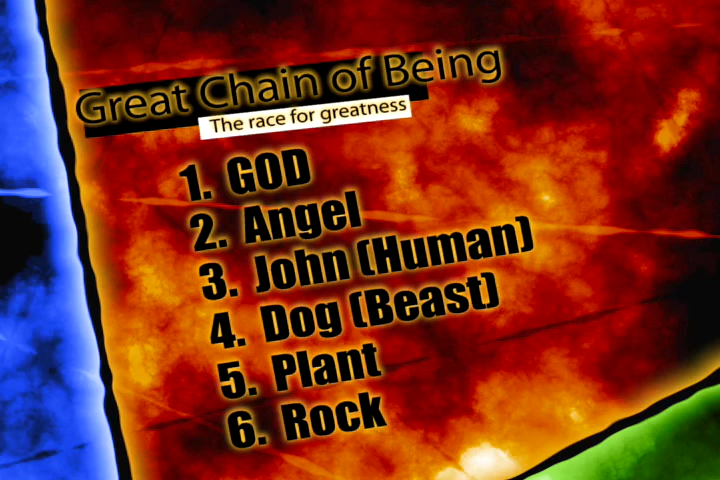 Great Chain of Being
The race for greatness
1. GOD
2. Angel
3. John (Human)
4. Dog (Beast)
5. Plant
6. Rock